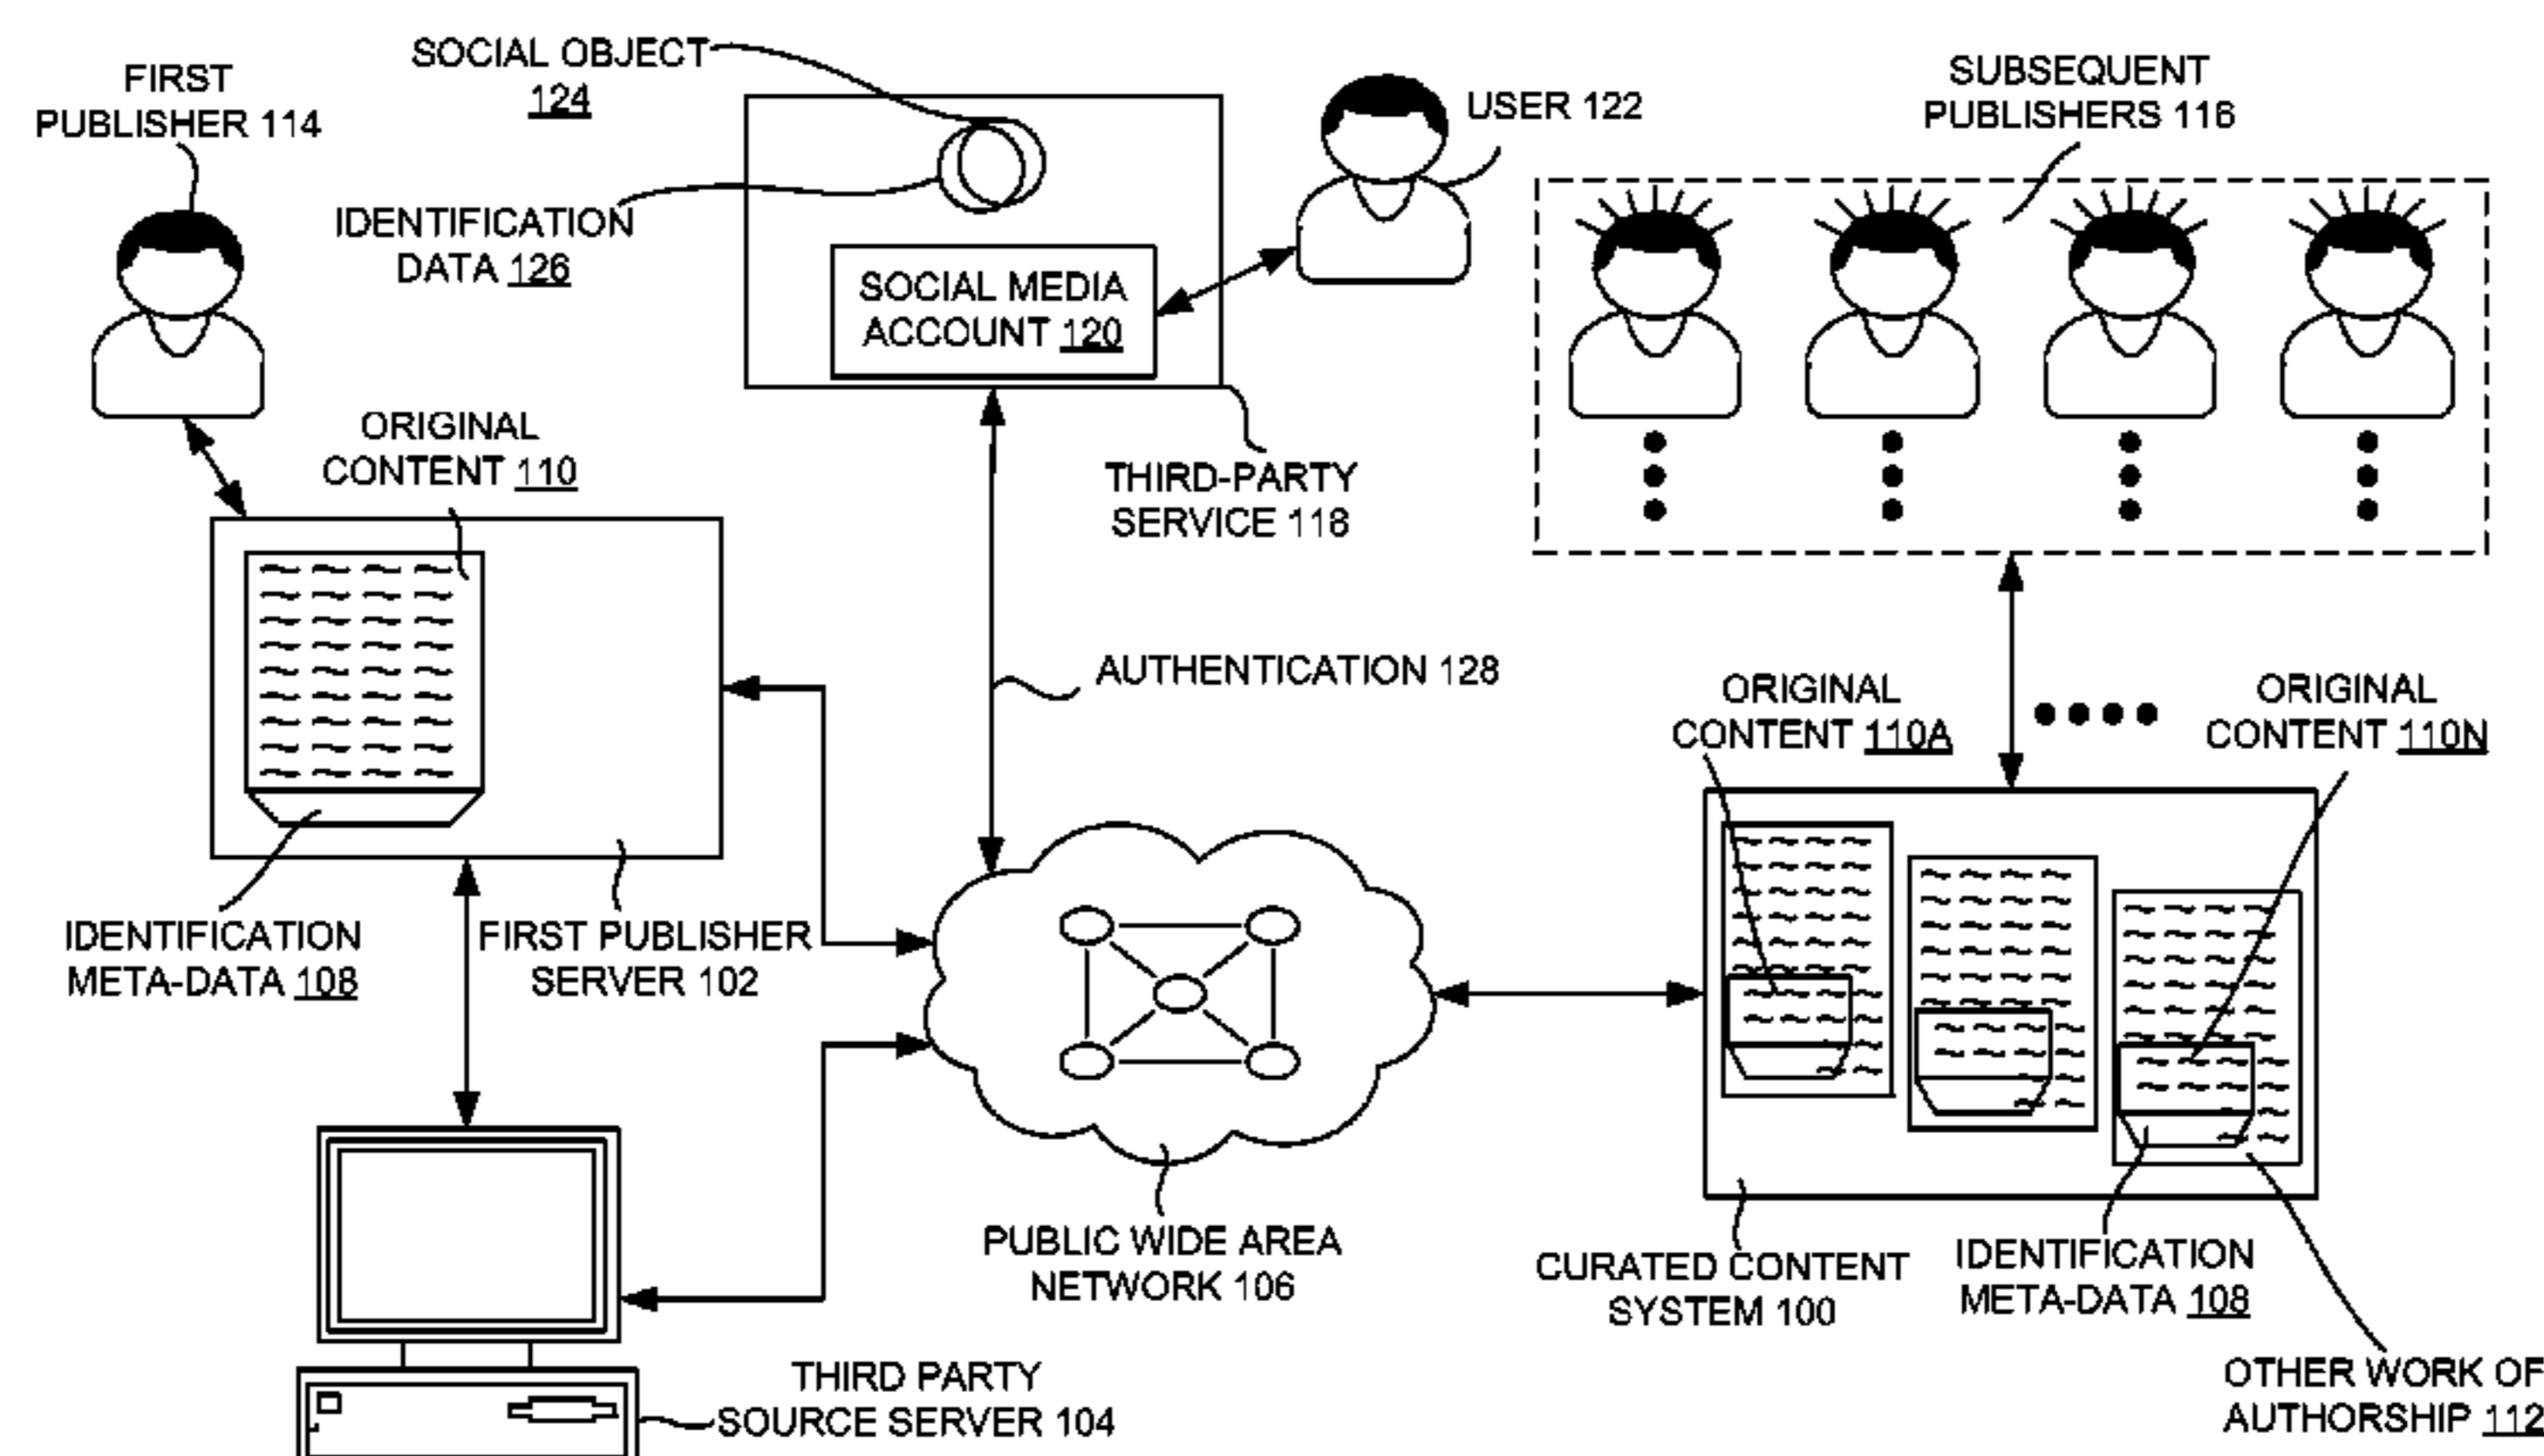 FIRST
PUBLISHER 114
SOCIAL OBJECT
124
IDENTIFICATION
DATA 126
SOCIAL MEDIA
ACCOUNT 120
USER 122
SUBSEQUENT
PUBLISHERS 116
ORIGINAL
CONTENT 110
THIRD-PARTY
SERVICE 118
AUTHENTICATION 128
ORIGINAL
CONTENT 110A
ORIGINAL
CONTENT 110N
IDENTIFICATION
META-DATA 108
FIRST PUBLISHER
SERVER 102
PUBLIC WIDE AREA
NETWORK 106
CURATED CONTENT
SYSTEM 100
IDENTIFICATION
META-DATA 108
THIRD PARTY
SOURCE SERVER 104
OTHER WORK OF
AUTHORSHIP 112